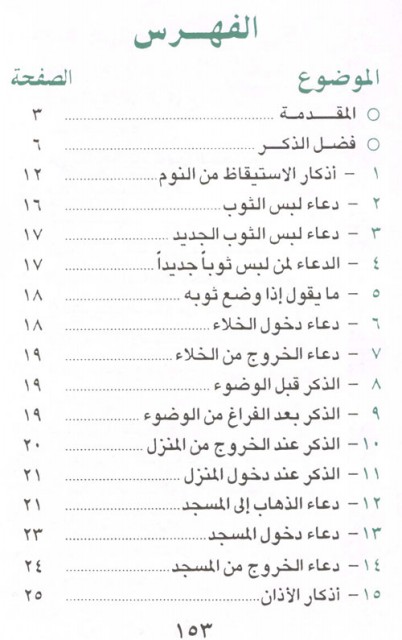 الفهرس
الموضوع الصفحة
○ المقدمة ........ ٣
○ فضل الذكر ........ ٦
١ - أذكار الاستيقاظ من النوم ........ ١٢
٢ - دعاء لبس الثوب ........ ١٦
٣ - دعاء لبس الثوب الجديد ........ ١٧
٤ - الدعاء لمن لبس ثوباً جديداً ........ ١٧
٥ - ما يقول إذا وضع ثوبه ........ ١٨
٦ - دعاء دخول الخلاء ........ ١٨
٧ - دعاء الخروج من الخلاء ........ ١٩
٨ - الذكر قبل الوضوء ........ ١٩
٩ - الذكر بعد الفراغ من الوضوء ........ ١٩
١٠ - الذكر عند الخروج من المنزل ........ ٢٠
١١ - الذكر عند دخول المنزل ........ ٢١
١٢ - دعاء الذهاب إلى المسجد ........ ٢١
١٣ - دعاء دخول المسجد ........ ٢٣
١٤ - دعاء الخروج من المسجد ........ ٢٤
١٥ - أذكار الأذان ........ ٢٥
١٥٣